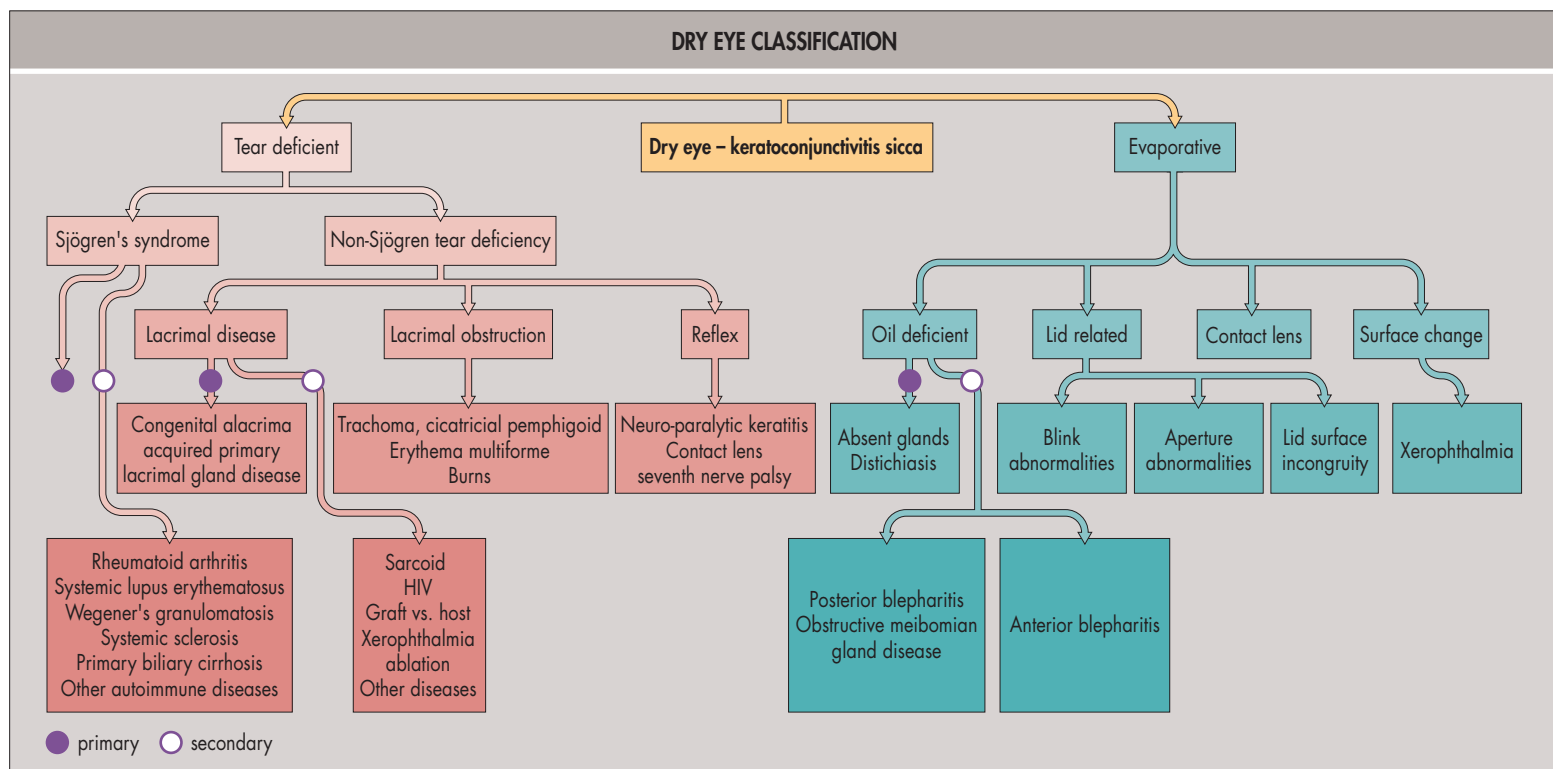 DRY EYE CLASSIFICATION
Tear deficient
Dry eye – keratoconjunctivitis sicca
Evaporative
Sjögren's syndrome
Non-Sjögren tear deficiency
Lacrimal disease
Lacrimal obstruction
Reflex
Oil deficient
Lid related
Contact lens
Surface change
Congenital alacrima
acquired primary
lacrimal gland disease
Trachoma, cicatricial pemphigoid
Erythema multiforme
Burns
Neuro-paralytic keratitis
Contact lens
seventh nerve palsy
Absent glands
Distichiasis
Blink
abnormalities
Aperture
abnormalities
Lid surface
incongruity
Xerophthalmia
Rheumatoid arthritis
Systemic lupus erythematosus
Wegener's granulomatosis
Systemic sclerosis
Primary biliary cirrhosis
Other autoimmune diseases
Sarcoid
HIV
Graft vs. host
Xerophthalmia
ablation
Other diseases
Posterior blepharitis
Obstructive meibomian
gland disease
Anterior blepharitis
primary
secondary